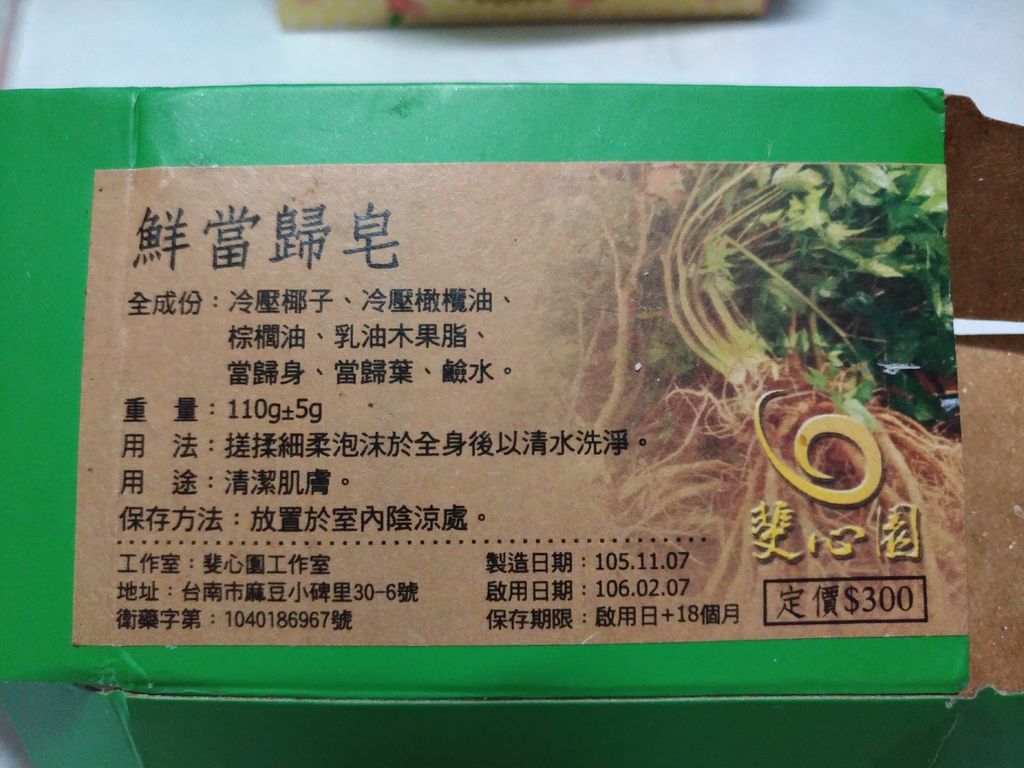 鮮當歸皂
全成份：冷壓椰子、冷壓橄欖油、
棕櫚油、乳油木果脂、
當歸身、當歸葉、鹼水。
重　量：110g±5g
用　法：搓揉細柔泡沫於全身後以清水洗淨。
用　途：清潔肌膚。
保存方法：放置於室內陰涼處。
工作室：斐心園工作室
地址：台南市麻豆小碑里30-6號
衛藥字第：1040186967號
製造日期：105.11.07
啟用日期：106.02.07
保存期限：啟用日+18個月
斐心園
定價$300